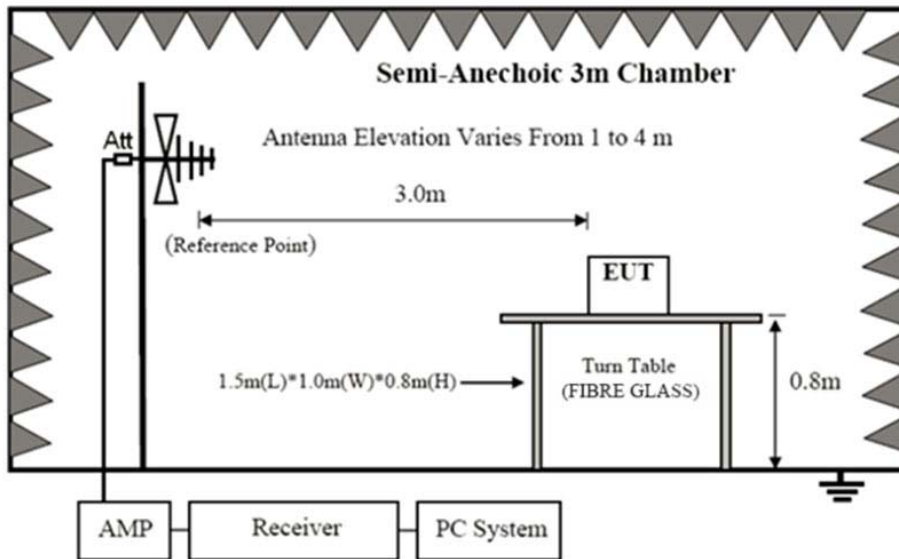 Semi-Anechoic 3m Chamber
Att
Antenna Elevation Varies From 1 to 4 m
3.0m
(Reference Point)
EUT
1.5m(L)*1.0m(W)*0.8m(H)
Turn Table
(FIBRE GLASS)
0.8m
AMP
Receiver
PC System